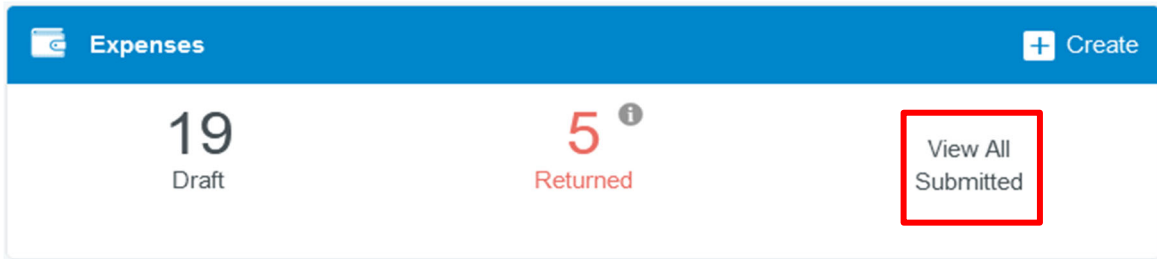 Expenses
+ Create
19
Draft
5
Returned
View All
Submitted